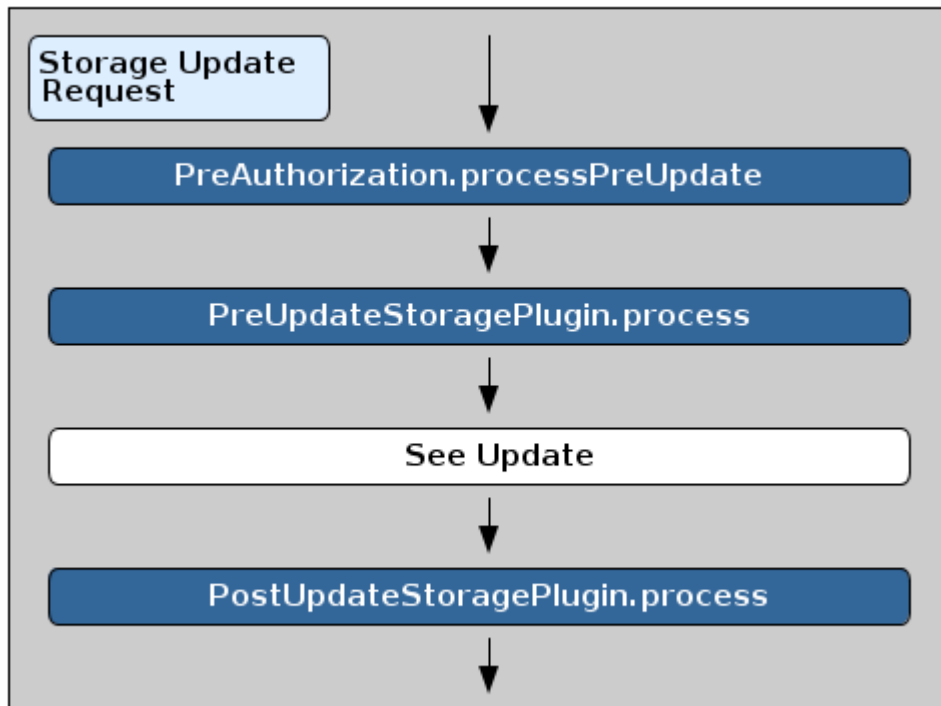 Storage Update
Request
PreAuthorization.processPreUpdate
PreUpdateStoragePlugin.process
See Update
PostUpdateStoragePlugin.process